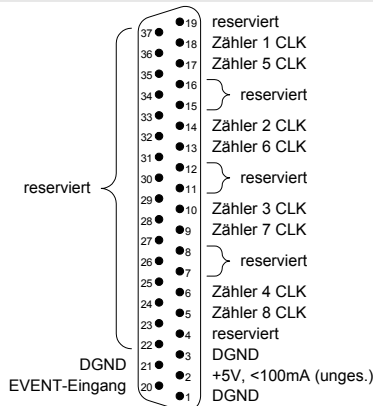 37 19 reserviert
36 18 Zähler 1 CLK
35 17 Zähler 5 CLK
34 16
33 15 reserviert
32 14 Zähler 2 CLK
31 13 Zähler 6 CLK
30 12
29 11 reserviert
reserviert
28 10 Zähler 3 CLK
27 9 Zähler 7 CLK
26 8
25 7 reserviert
24 6 Zähler 4 CLK
23 5 Zähler 8 CLK
22 4 reserviert
DGND 21 3 DGND
EVENT-Eingang 20 2 +5V, <100mA (unges.)
1 DGND